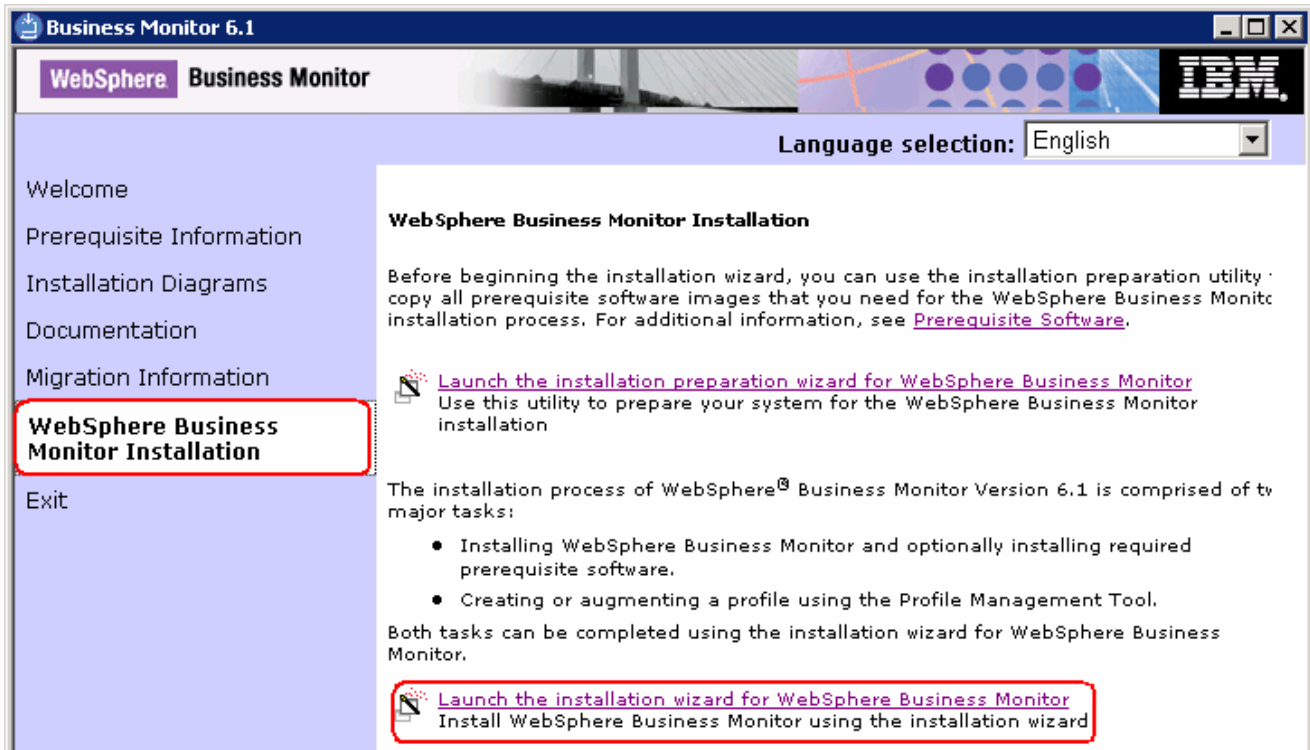 Business Monitor 6.1
WebSphere. Business Monitor
IBM.
Language selection: English
Welcome
Prerequisite Information
Installation Diagrams
Documentation
Migration Information
WebSphere Business
Monitor Installation
Exit
WebSphere Business Monitor Installation
Before beginning the installation wizard, you can use the installation preparation utility
copy all prerequisite software images that you need for the WebSphere Business
installation process. For additional information, see Prerequisite Software.
Launch the installation preparation wizard for WebSphere Business Monitor
Use this utility to prepare your system for the WebSphere Business Monitor
installation
The installation process of WebSphere® Business Monitor Version 6.1 is comprised of
major tasks:
• Installing WebSphere Business Monitor and optionally installing required
prerequisite software.
• Creating or augmenting a profile using the Profile Management Tool.
Both tasks can be completed using the installation wizard for WebSphere Business
Monitor.
Launch the installation wizard for WebSphere Business Monitor
Install WebSphere Business Monitor using the installation wizard